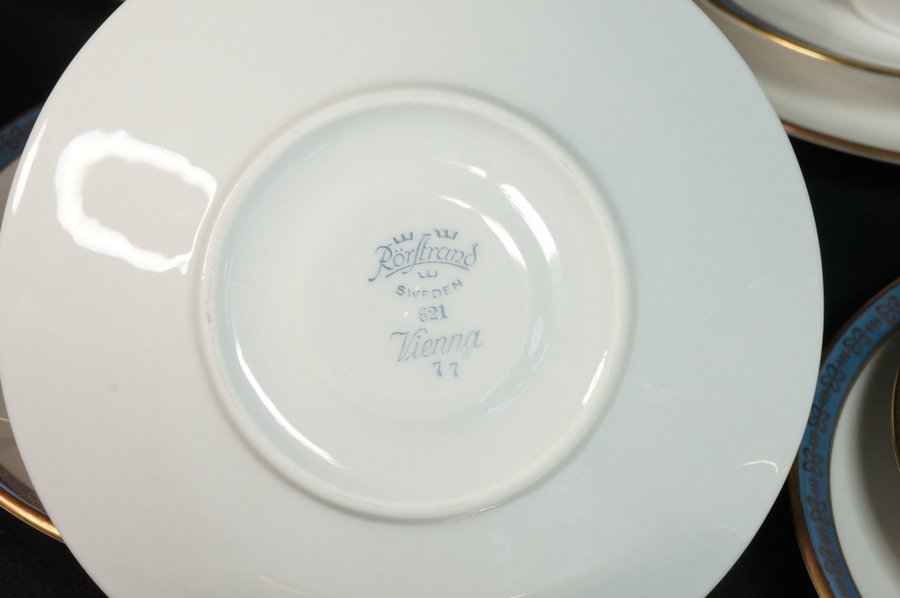 Rörstrand
SWEDEN
621
Vienna
77